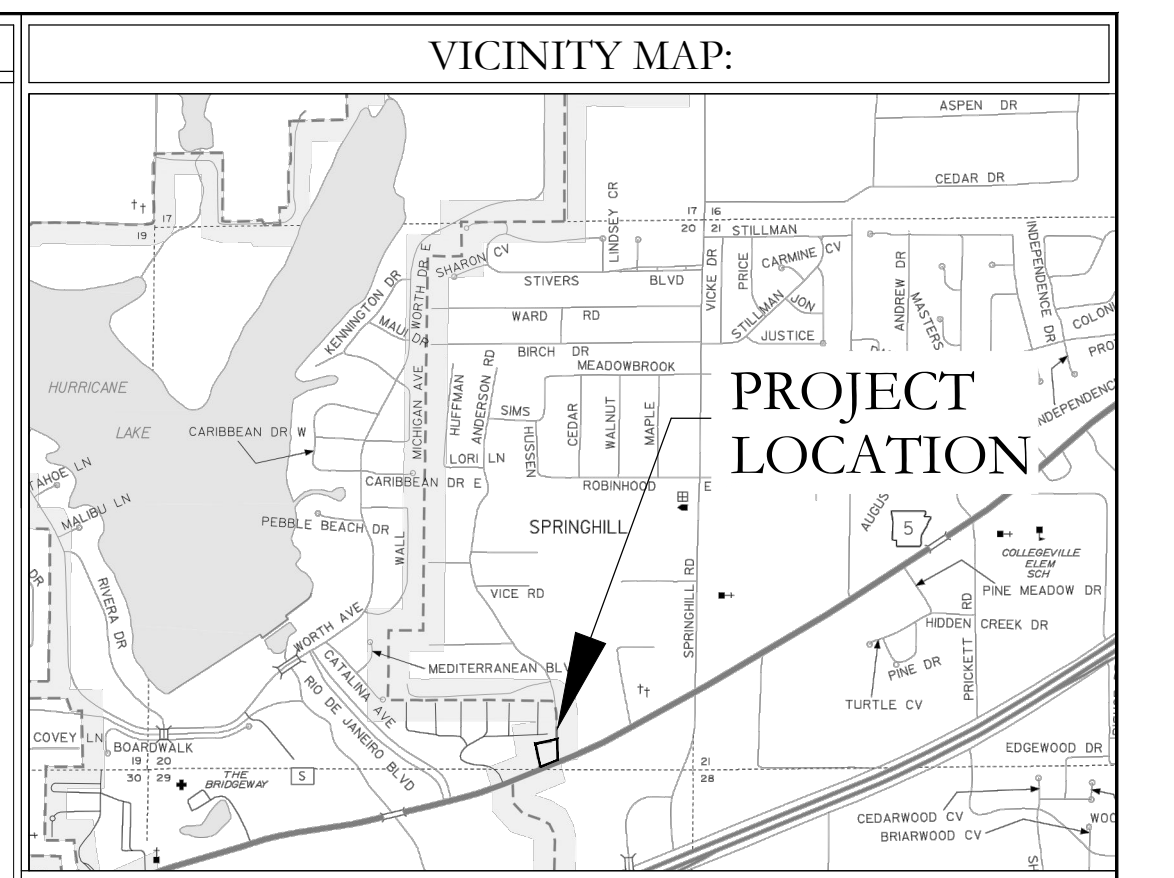 VICINITY MAP:
ASPEN DR
CEDAR DR
17
19
17 16
20 21
STILLMAN
LINDSEY CR
SHARON CV
STIVERS BLVD
VICKE DR
PRICE
CARMINE CV
STILLMAN
JON
JUSTICE
ANDREW DR
MASTERS
INDEPENDENCE DR
COLON
PRO
INDEPENDENCE
KENNINGTON DR
MAUI DR
WORTH DR E
MICHIGAN AVE
WARD RD
BIRCH DR
MEADOWBROOK
HUFFMAN
ANDERSON RD
SIMS
HUSSEN
CEDAR
WALNUT
MAPLE
LORI LN
ROBINHOOD E
PROJECT
LOCATION
HURRICANE
LAKE
CARIBBEAN DR W
CARIBBEAN DR E
TAHOE LN
MALIBU LN
PEBBLE BEACH DR
WALL
SPRINGHILL
AUGUS
5
COLLEGEVILLE
ELEM
SCH
PINE MEADOW DR
VICE RD
SPRINGHILL RD
DR
RIVERA DR
WORTH AVE
CATALINA AVE
RIO DE JANEIRO BLVD
MEDITERRANEAN BLV
HIDDEN CREEK DR
PRICKETT RD
PINE DR
TURTLE CV
COVEY LN
BOARDWALK
19 20
30 29
THE
BRIDGEWAY
S
21
28
EDGEWOOD DR
CEDARWOOD CV
BRIARWOOD CV
WOO
SH